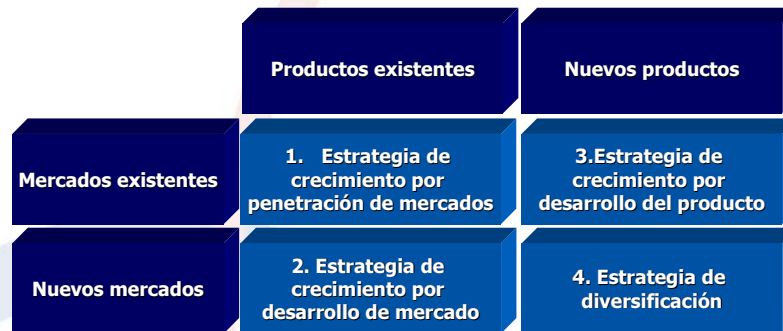 Productos existentes
Nuevos productos
Mercados existentes
1. Estrategia de
crecimiento por
penetración de mercados
3.Estrategia de
crecimiento por
desarrollo del producto
Nuevos mercados
2. Estrategia de
crecimiento por
desarrollo de mercado
4. Estrategia de
diversificación